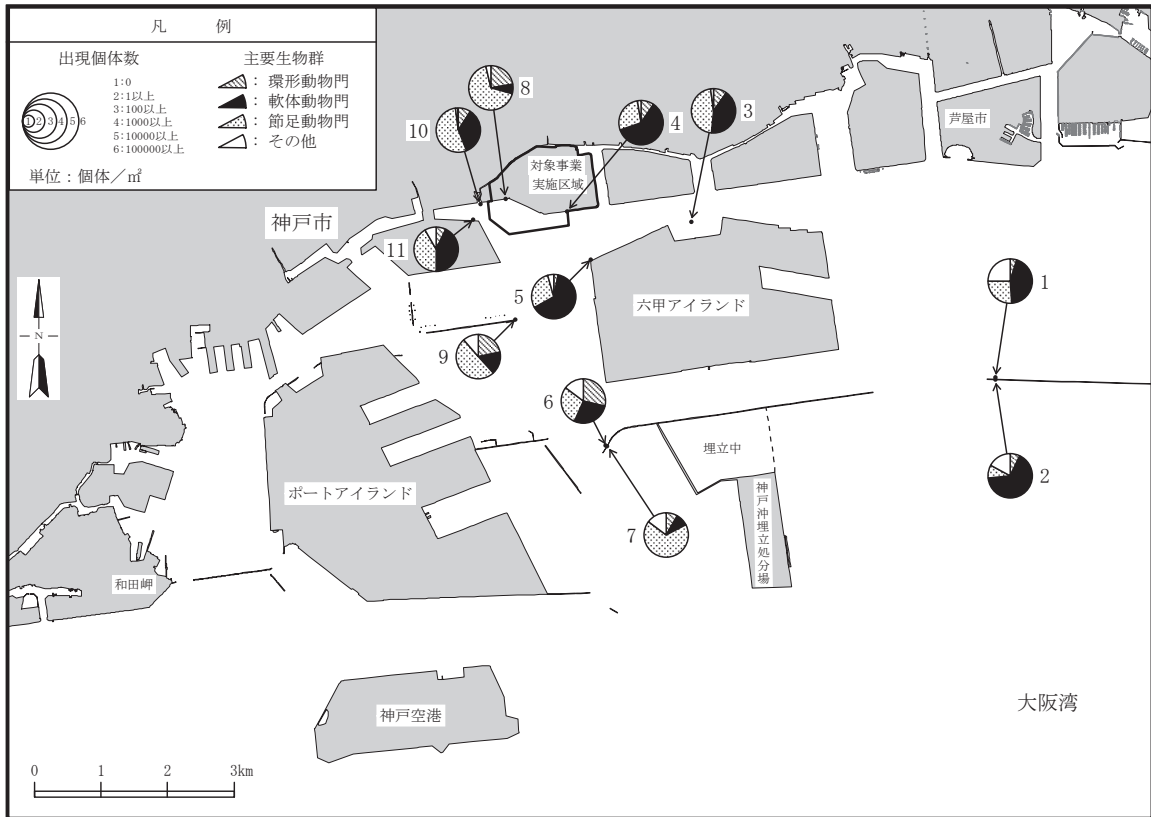 凡　例
出現個体数
1:0
2:1以上
3:100以上
4:1000以上
5:10000以上
6:100000以上
1 2 3 4 5 6
単位：個体／㎡
主要生物群
： 環形動物門
： 軟体動物門
： 節足動物門
： その他
8
10
4
3
対象事業
実施区域
芦屋市
神戸市
11
5
六甲アイランド
1
N
9
6
埋立中
2
ポートアイランド
7
神戸沖埋立処分場
和田岬
神戸空港
大阪湾
0 1 2 3km